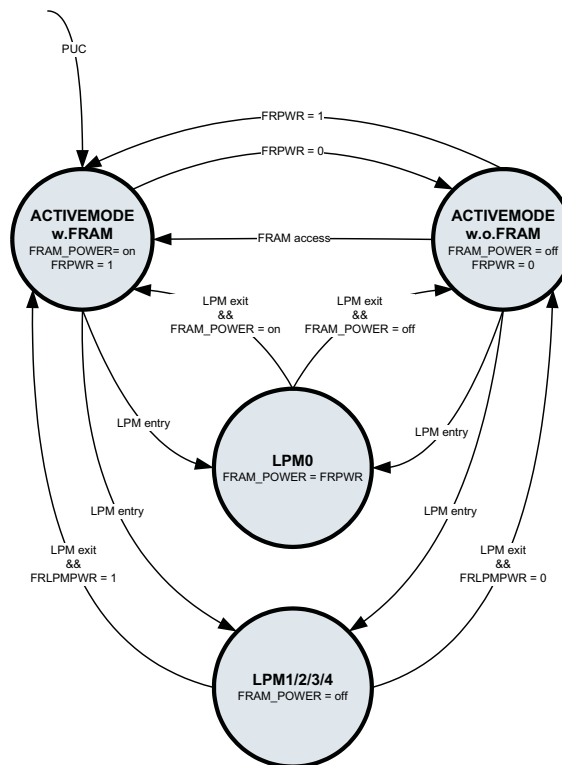 PUC
FRPWR = 1
FRPWR = 0
ACTIVEMODE
w.FRAM
FRAM_POWER= on
FRPWR = 1
FRAM access
ACTIVEMODE
w.o.FRAM
FRAM_POWER = off
FRPWR = 0
LPM exit
&&
FRAM_POWER = on
LPM exit
&&
FRAM_POWER = off
LPM entry
LPM entry
LPM0
FRAM_POWER = FRPWR
LPM entry
LPM entry
LPM exit
&&
FRLPMPWR = 1
LPM exit
&&
FRLPMPWR = 0
LPM1/2/3/4
FRAM_POWER = off